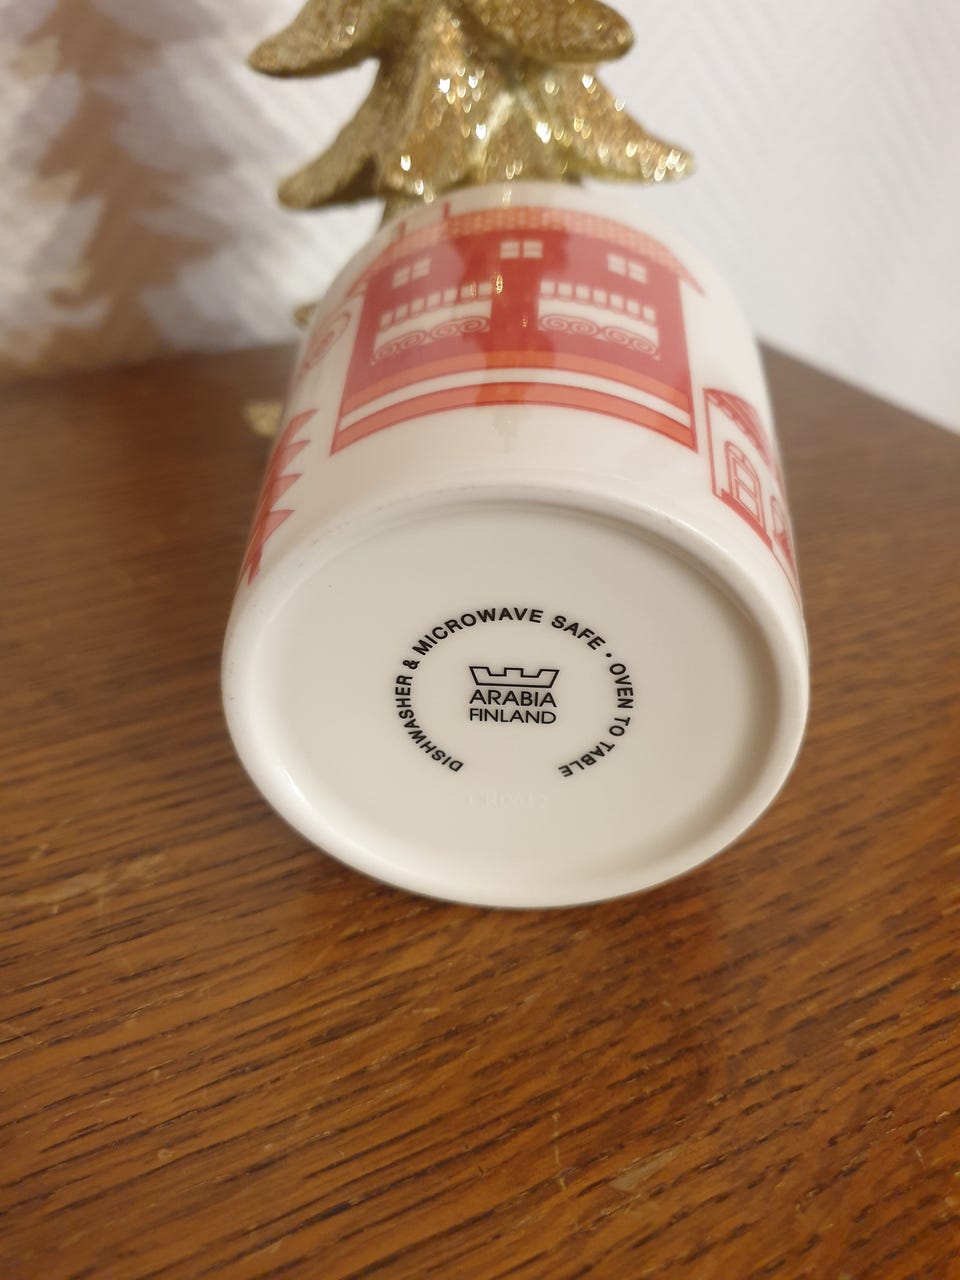 DISHWASHER & MICROWAVE SAFE • OVEN TO TABLE
ARABIA
FINLAND